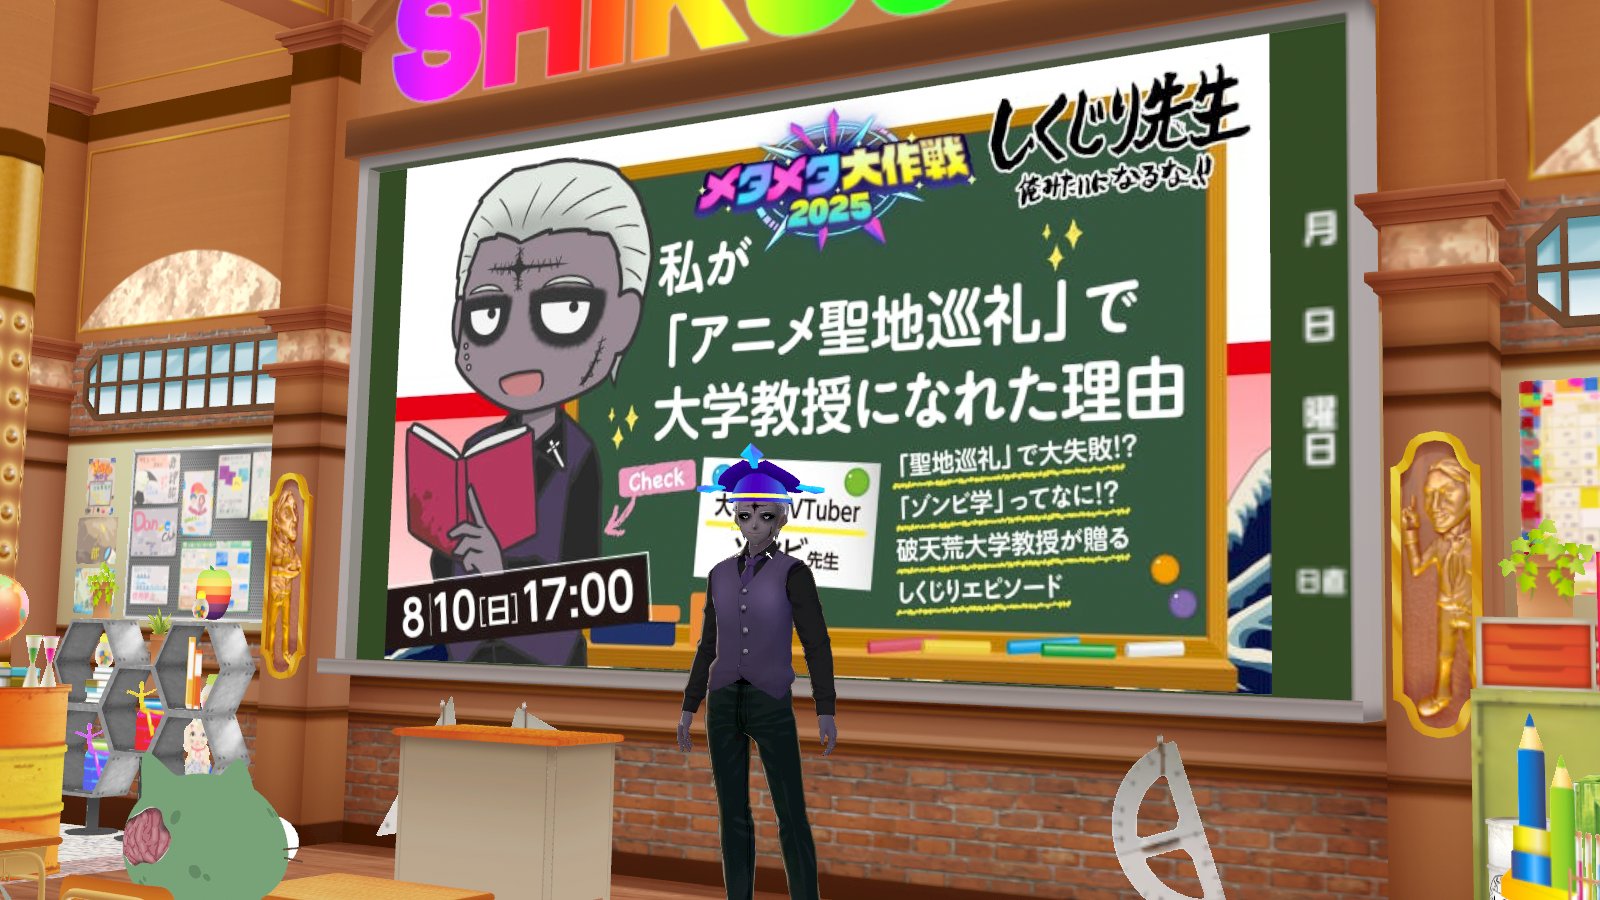 SHIKU
メタメタ大作戦
2025
しくじり先生
俺みたいになるな!!
私が
「アニメ聖地巡礼」で
大学教授になれた理由
Check
大 VTuber
ゾンビ先生
「聖地巡礼」で大失敗!?
「ゾンビ学」ってなに!?
破天荒大学教授が贈る
しくじりエピソード
8|10[日]17:00
月
日
曜日
日直
Dance